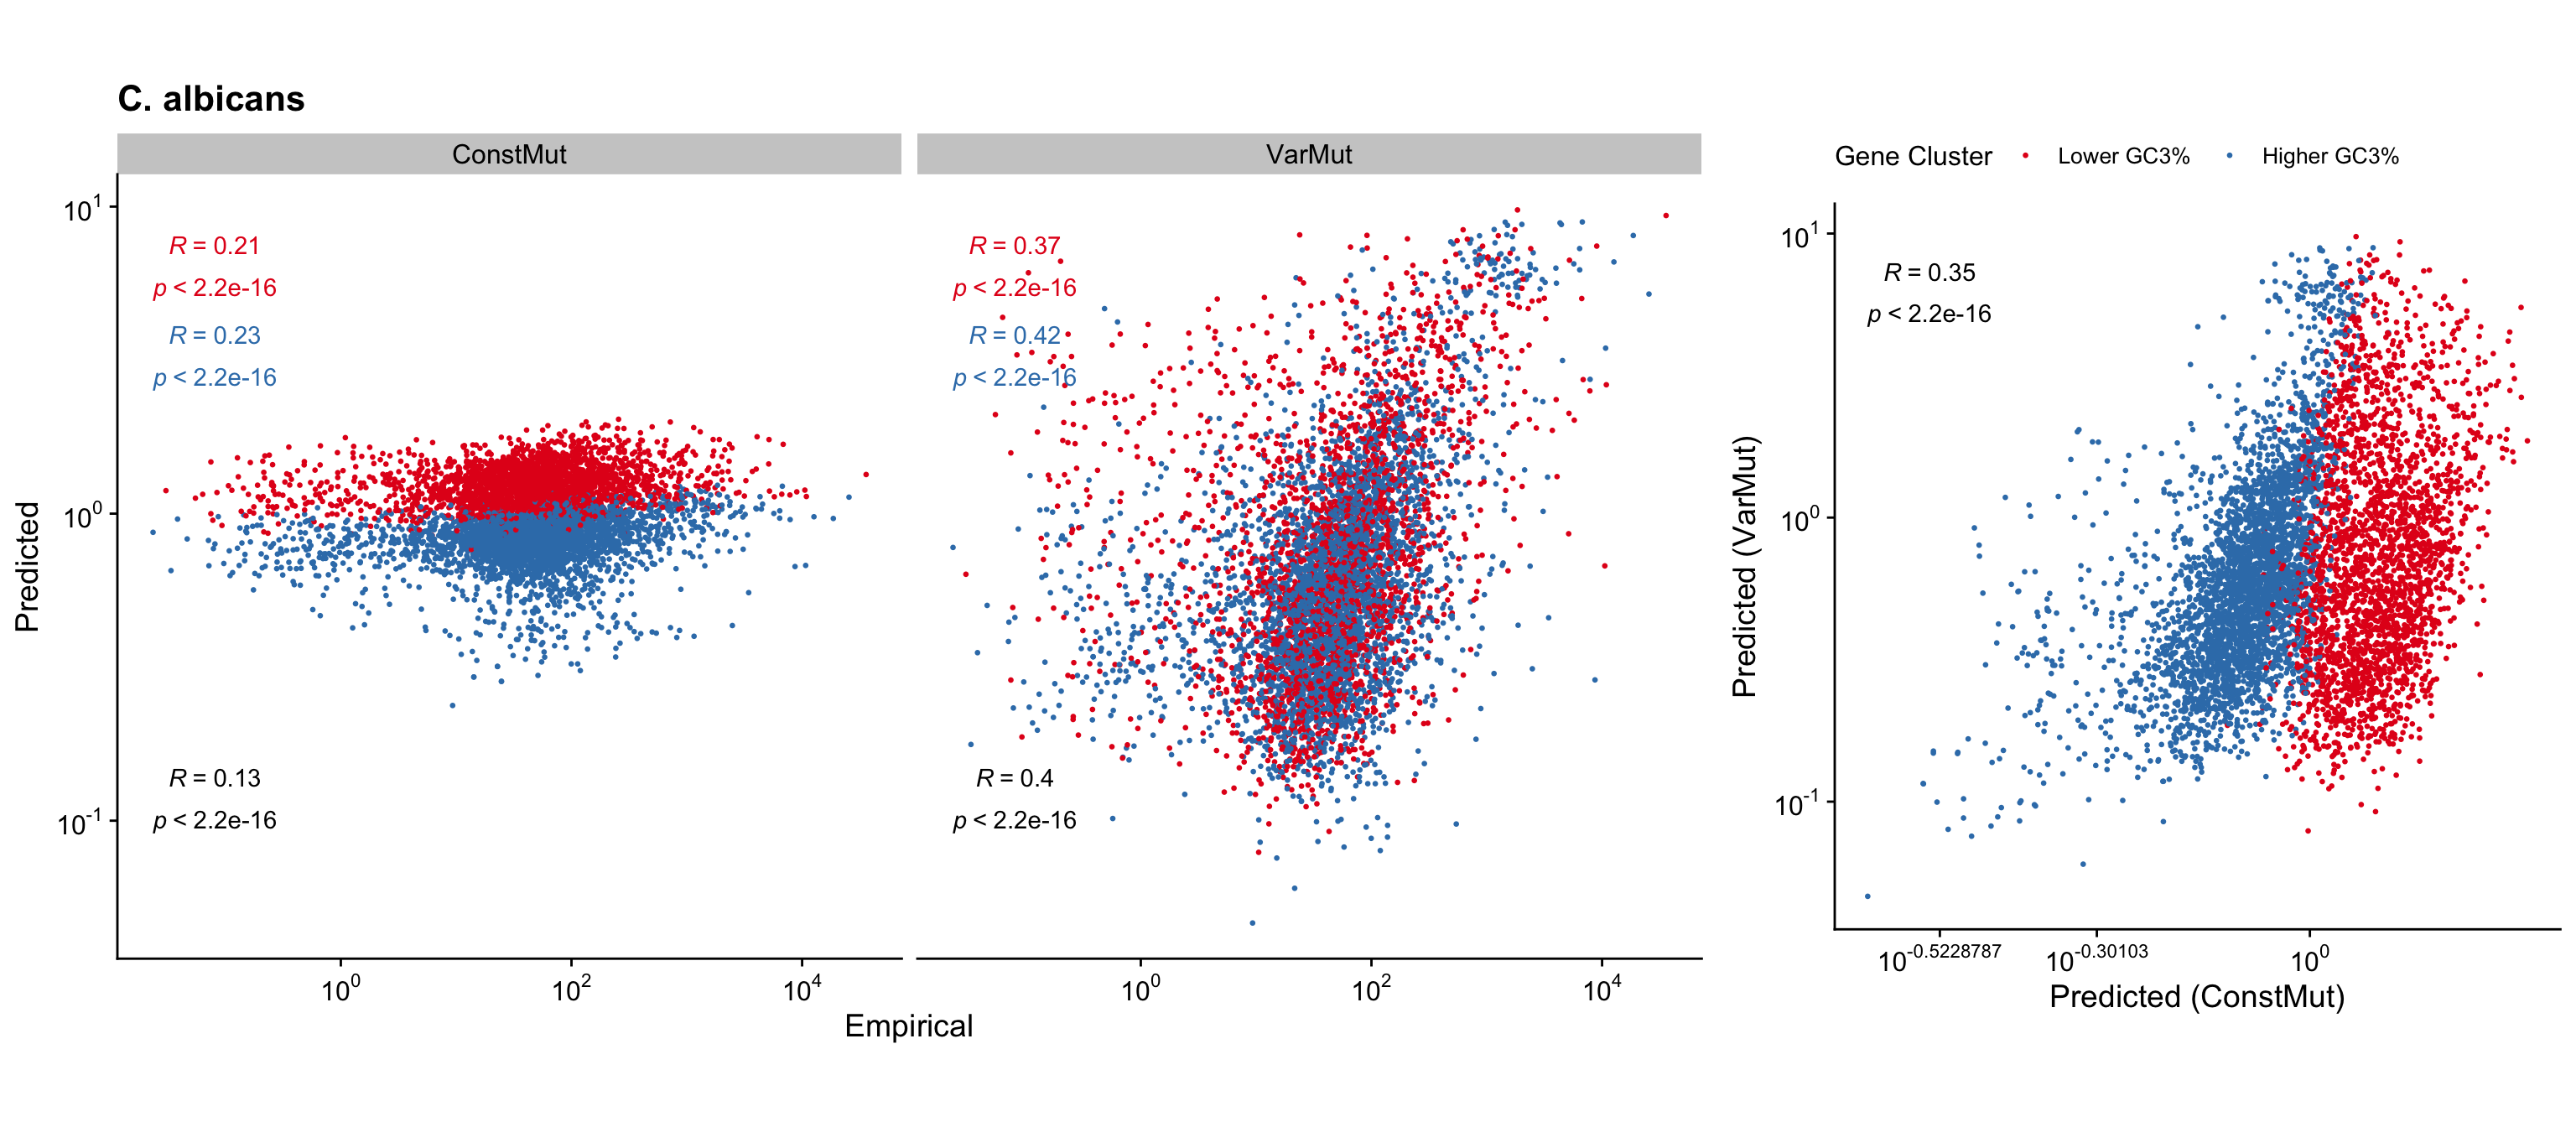 C. albicans
ConstMut
VarMut
Gene Cluster Lower GC3% Higher GC3%
Predicted
10^1
10^0
10^-1
R = 0.21
p < 2.2e-16
R = 0.23
p < 2.2e-16
R = 0.13
p < 2.2e-16
R = 0.37
p < 2.2e-16
R = 0.42
p < 2.2e-16
R = 0.4
p < 2.2e-16
10^0 10^2 10^4
10^0 10^2 10^4
Empirical
Predicted (VarMut)
10^1
10^0
10^-1
R = 0.35
p < 2.2e-16
10^-0.5228787 10^-0.30103 10^0
Predicted (ConstMut)